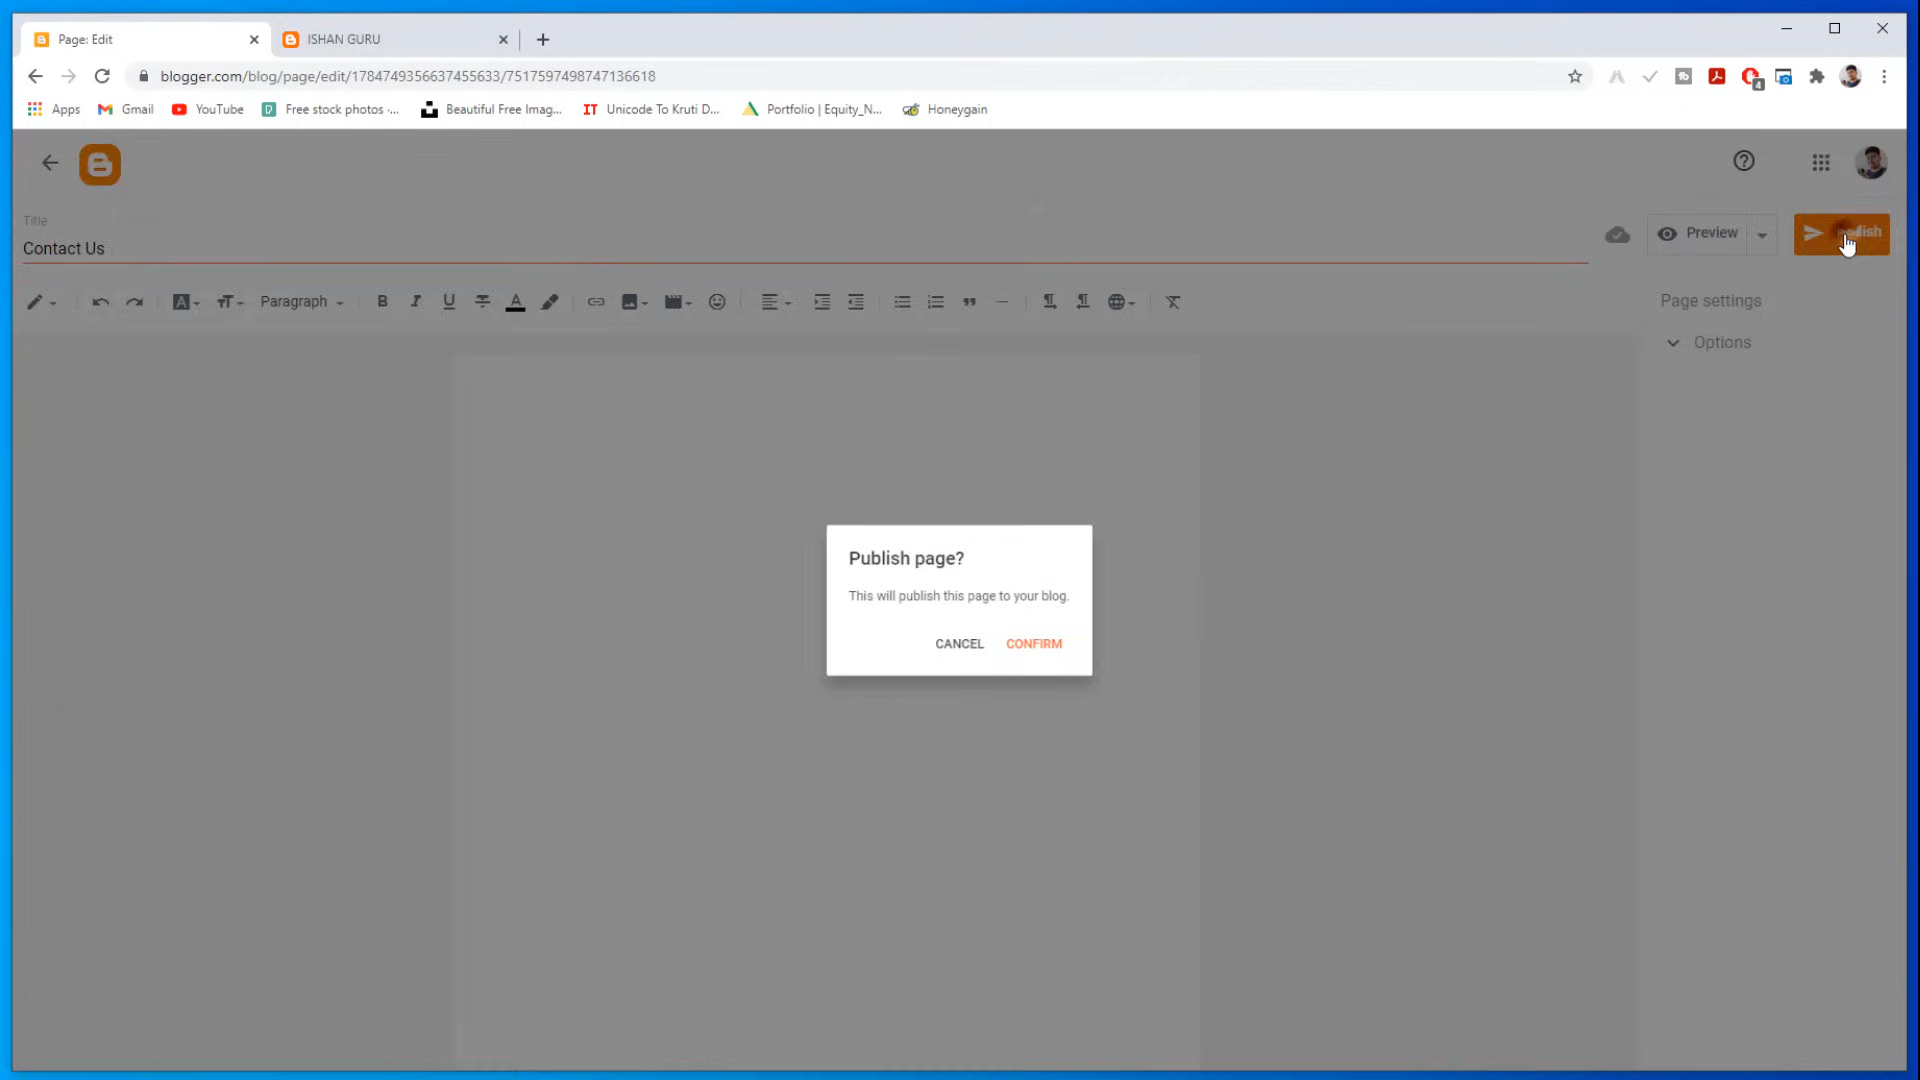 Page: Edit
ISHAN GURU
blogger.com/blog/page/edit/1784749356637455633/7517597498747136618
4
Apps
Gmail
YouTube
Free stock photos ·...
Beautiful Free Imag...
IT Unicode To Kruti D...
Portfolio | Equity_N...
Honeygain
Title
Contact Us
Preview
Paragraph
Page settings
Options
Publish page?
This will publish this page to your blog.
CANCEL
CONFIRM